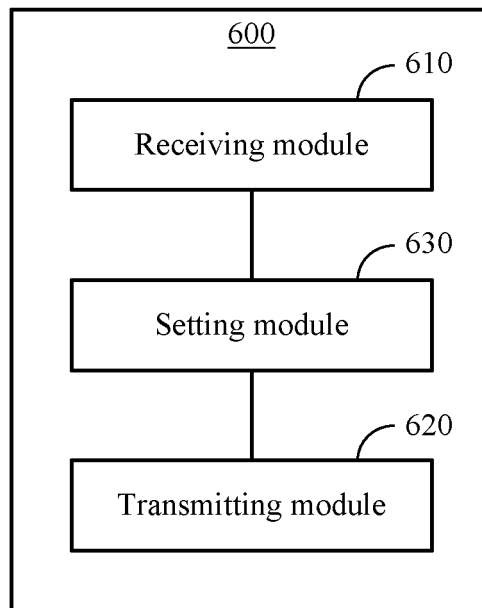 600
610
Receiving module
630
Setting module
620
Transmitting module